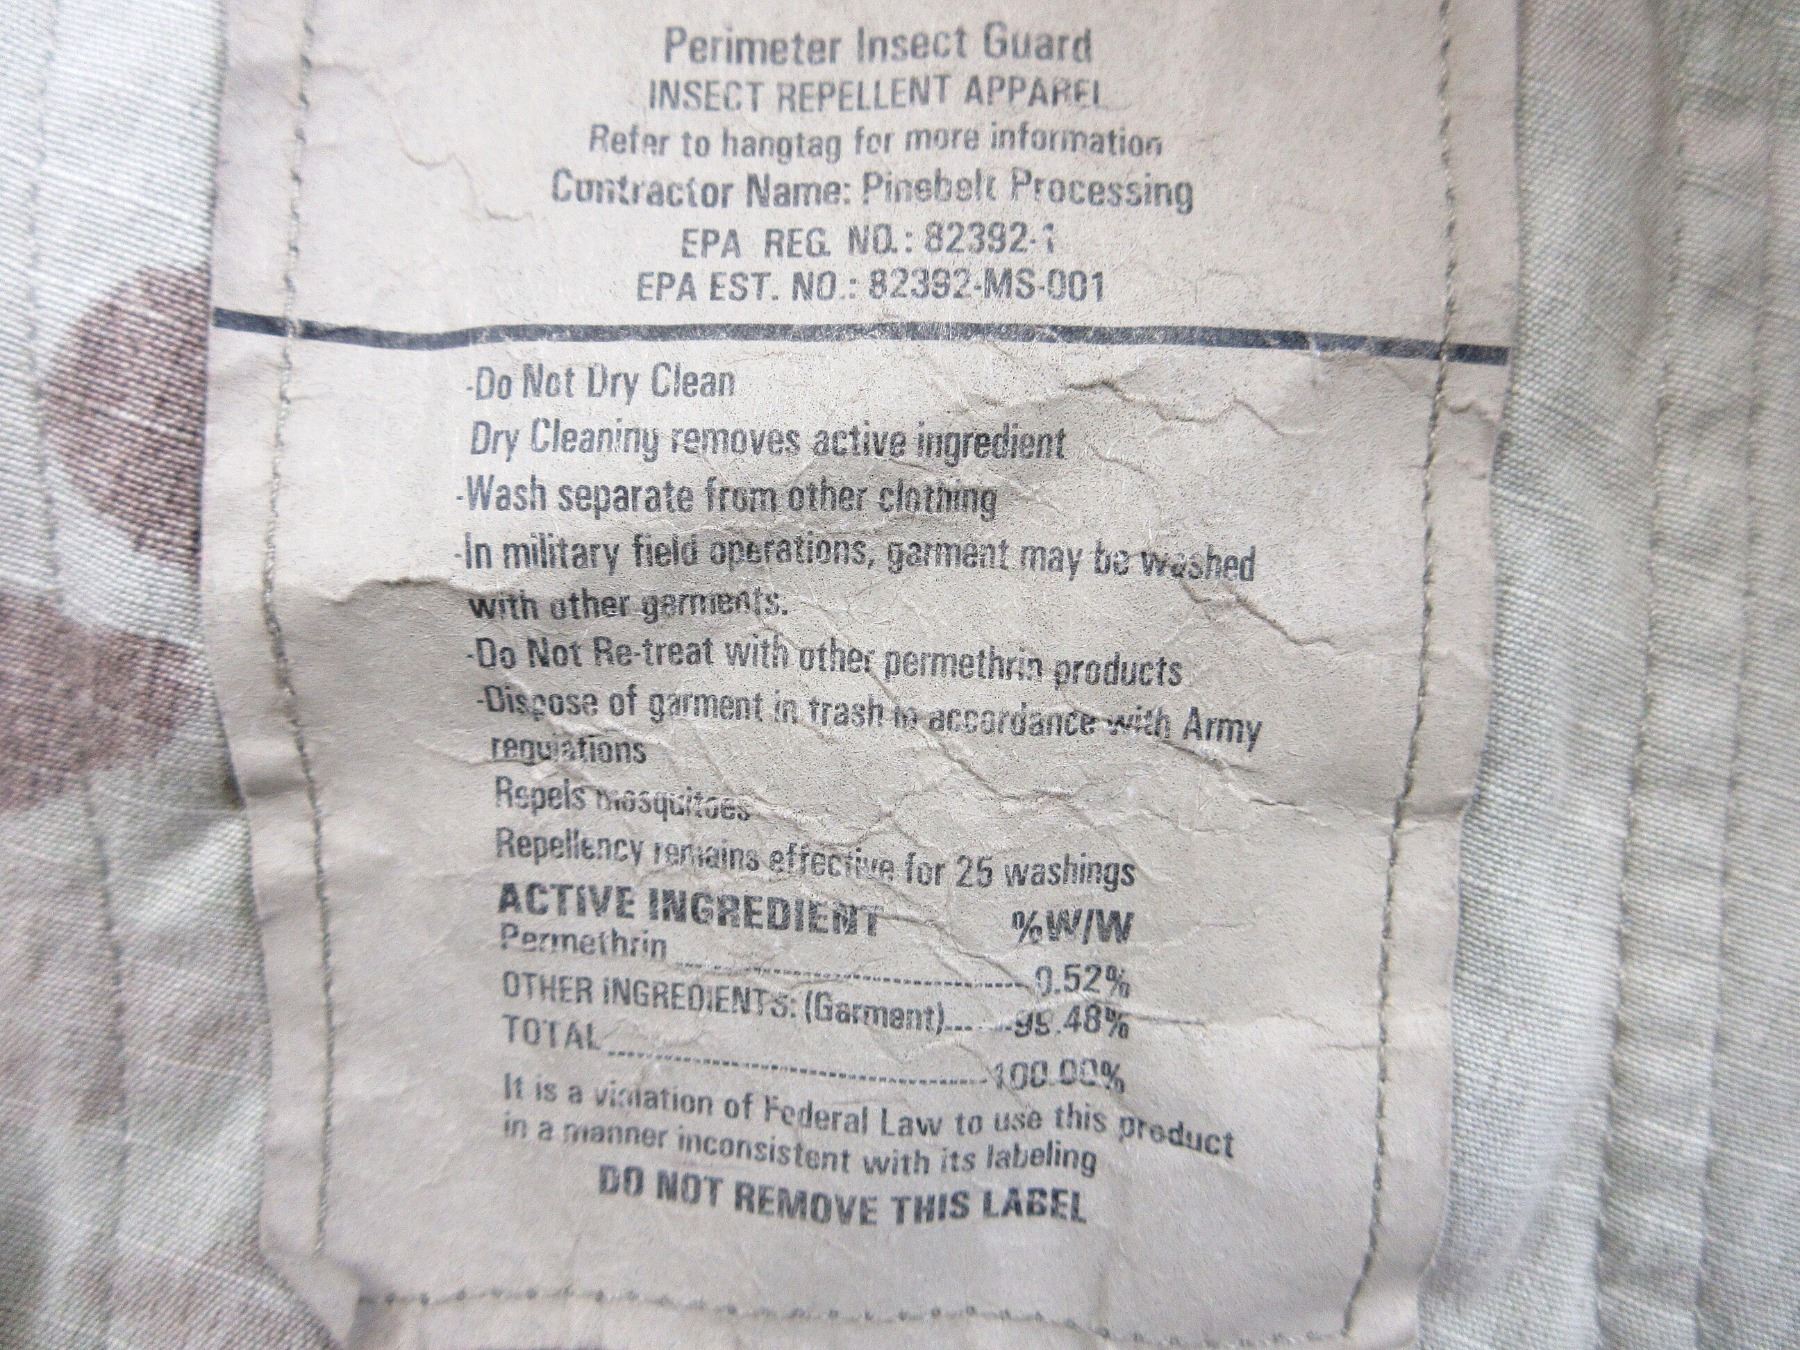 Perimeter Insect Guard
INSECT REPELLENT APPAREL
Refer to hangtag for more information
Contractor Name: Pinebelt Processing
EPA REG. NO.: 82392-1
EPA EST. NO.: 82392-MS-001
-Do Not Dry Clean
Dry Cleaning removes active ingredient
-Wash separate from other clothing
-In military field operations, garment may be washed
with other garments.
-Do Not Re-treat with other permethrin products
-Dispose of garment in trash in accordance with Army
regulations
Repels mosquitoes
Repellency remains effective for 25 washings
ACTIVE INGREDIENT %W/W
Permethrin 0.52%
OTHER INGREDIENTS: (Garment) 99.48%
TOTAL 100.00%
It is a violation of Federal Law to use this product
in a manner inconsistent with its labeling
DO NOT REMOVE THIS LABEL